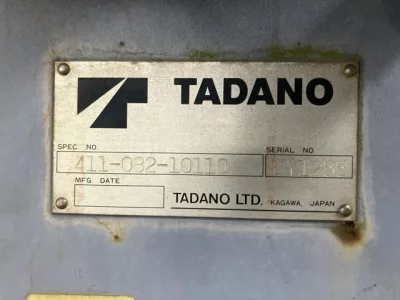 TADANO
SPEC. NO. SERIAL NO.
411-082-10110
MFG. DATE
TADANO LTD. KAGAWA, JAPAN